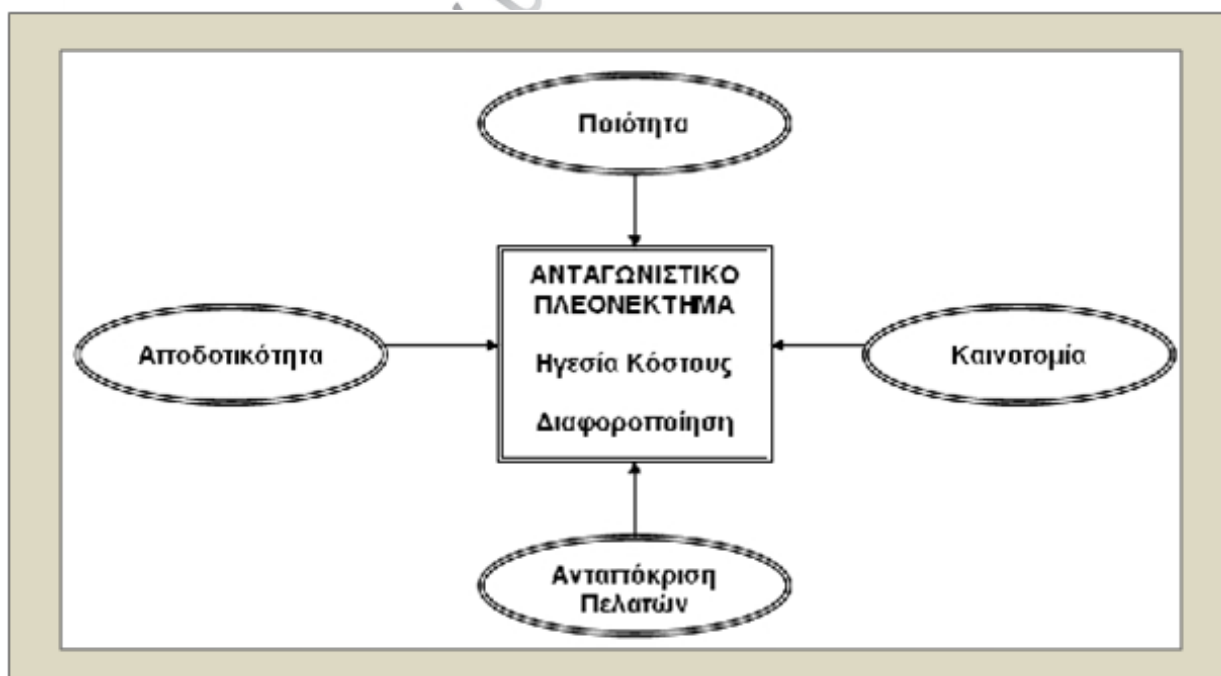 Ποιότητα
ΑΝΤΑΓΩΝΙΣΤΙΚΟ
ΠΛΕΟΝΕΚΤΗΜΑ
Ηγεσία Κόστους
Διαφοροποίηση
Αποδοτικότητα
Καινοτομία
Ανταπόκριση
Πελατών